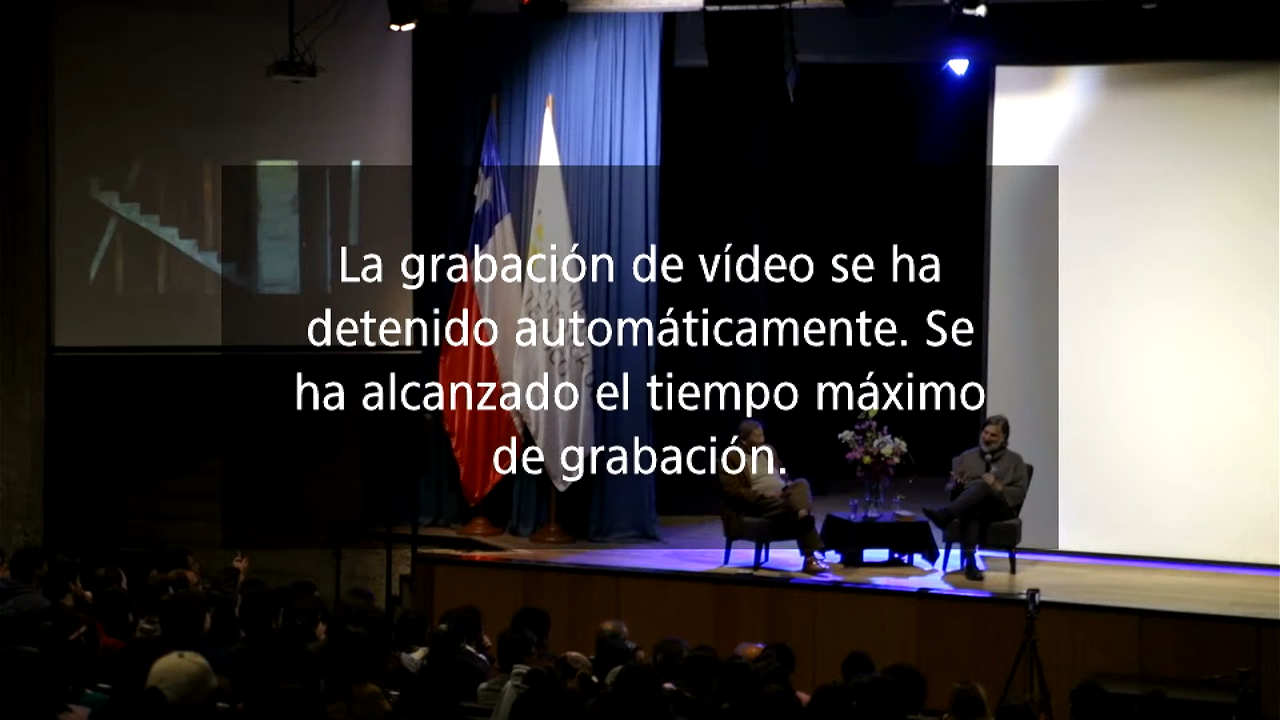 La grabación de vídeo se ha
detenido automáticamente. Se
ha alcanzado el tiempo máximo
de grabación.